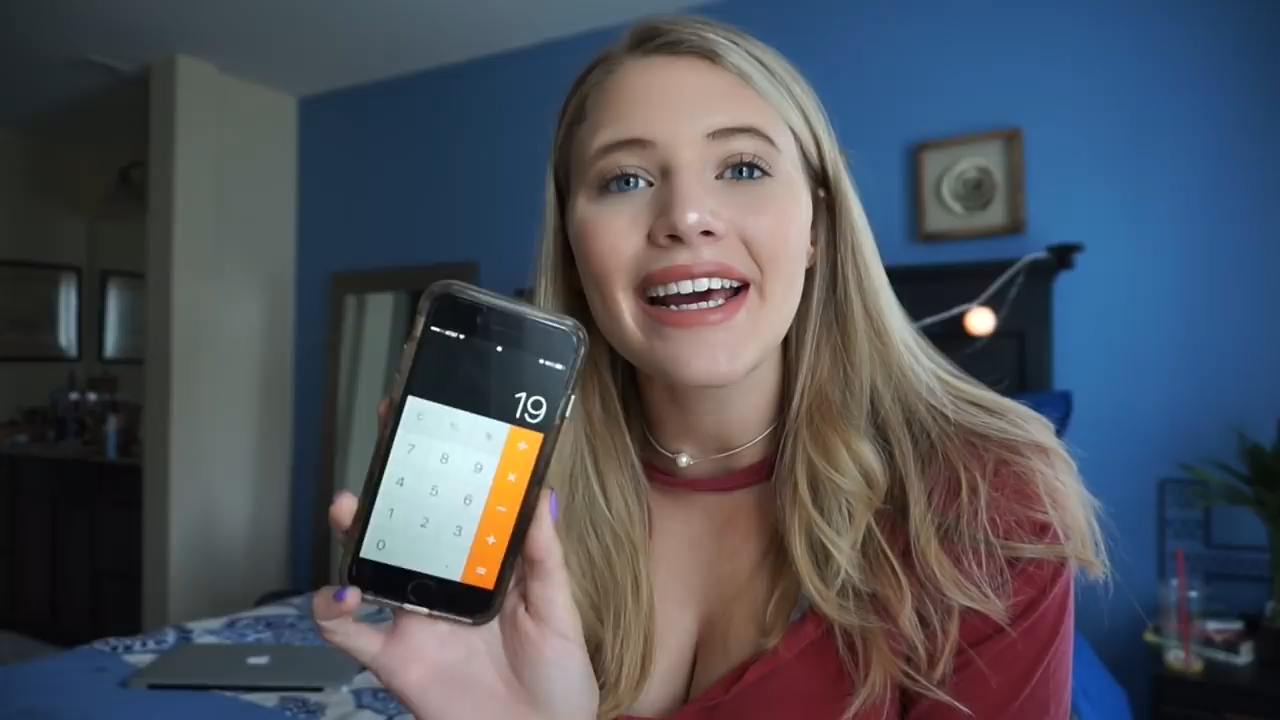 19
C % ÷
7 8 9 ×
4 5 6 −
1 2 3 +
0 . =